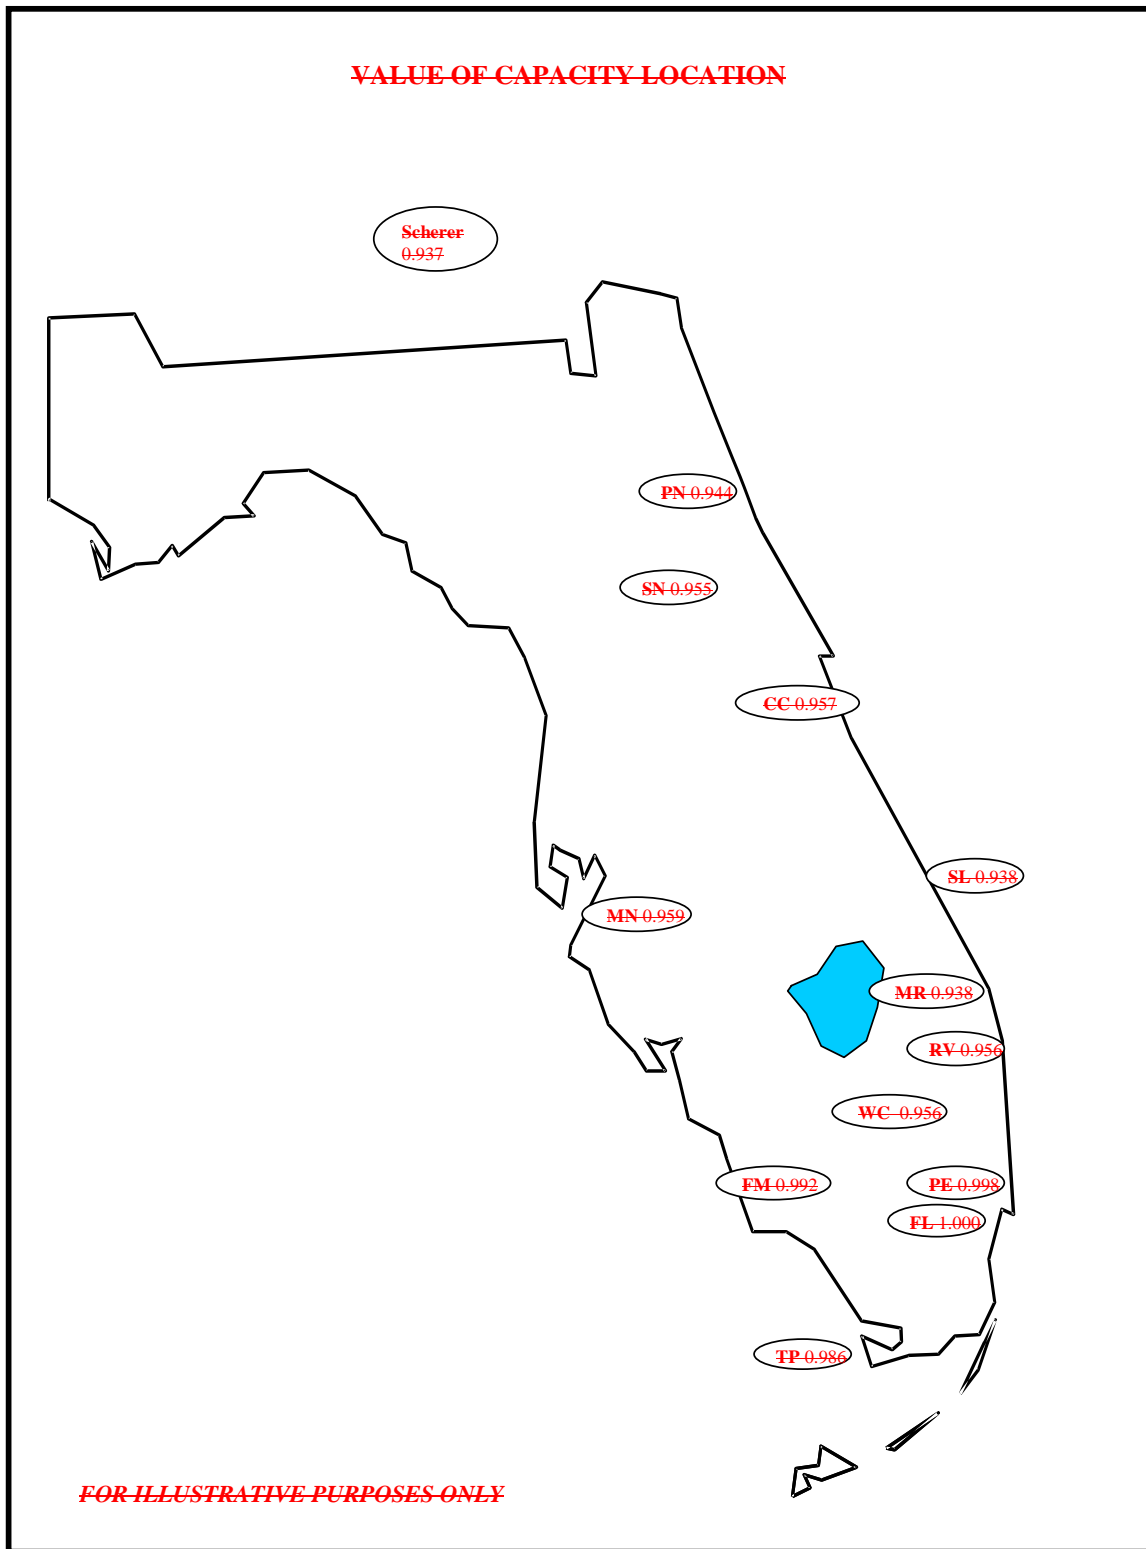 VALUE OF CAPACITY LOCATION
Scherer
0.937
PN 0.944
SN 0.955
CC 0.957
SL 0.938
MN 0.959
MR 0.938
RV 0.956
WC 0.956
FM 0.992
PE 0.998
FL 1.000
TP 0.986
FOR ILLUSTRATIVE PURPOSES ONLY